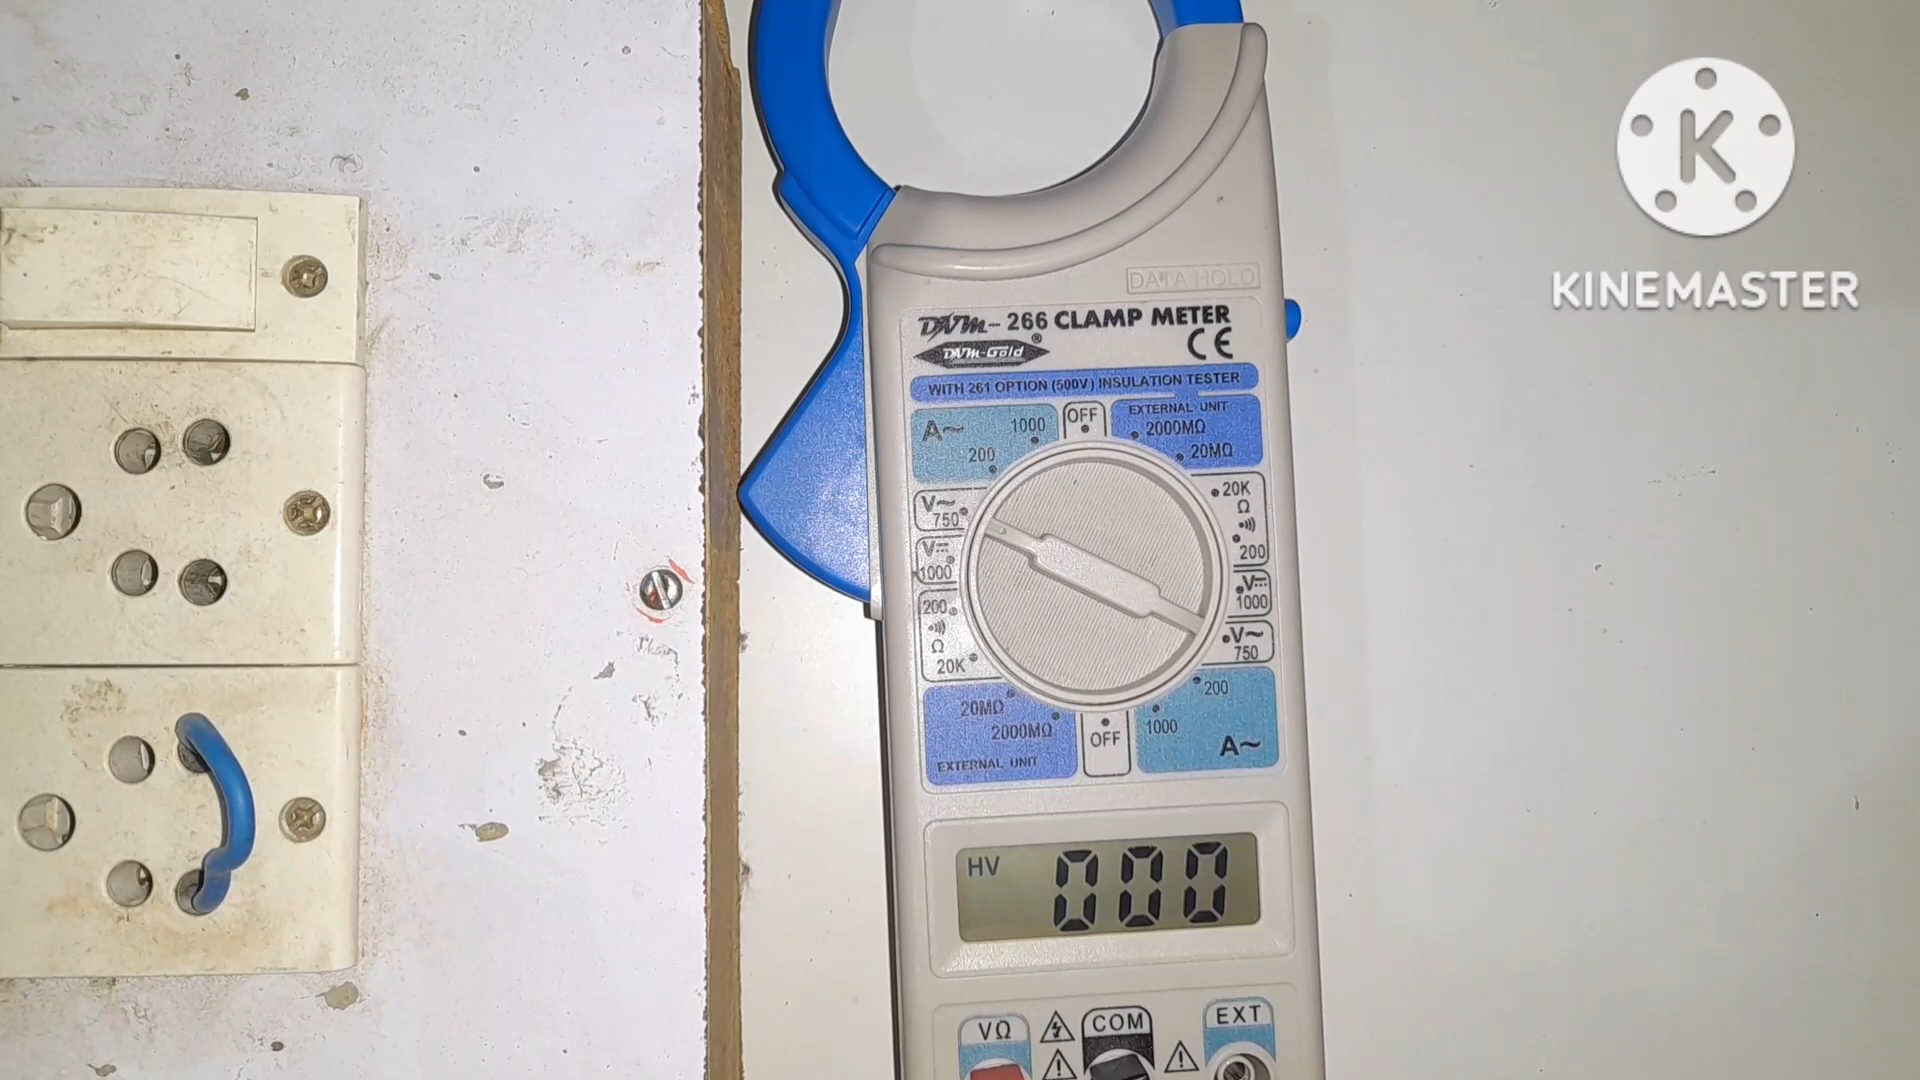 K
KINEMASTER
DATA HOLD
DNM-266 CLAMP METER
DNM-Gold®
CE
WITH 261 OPTION (500V) INSULATION TESTER
A~
1000
200
OFF
EXTERNAL UNIT
2000MΩ
20MΩ
V~
750
V⎓
1000
200
Ω
20K
20K
Ω
200
V⎓
1000
V~
750
20MΩ
2000MΩ
EXTERNAL UNIT
OFF
200
1000
A~
HV
000
VΩ
COM
EXT